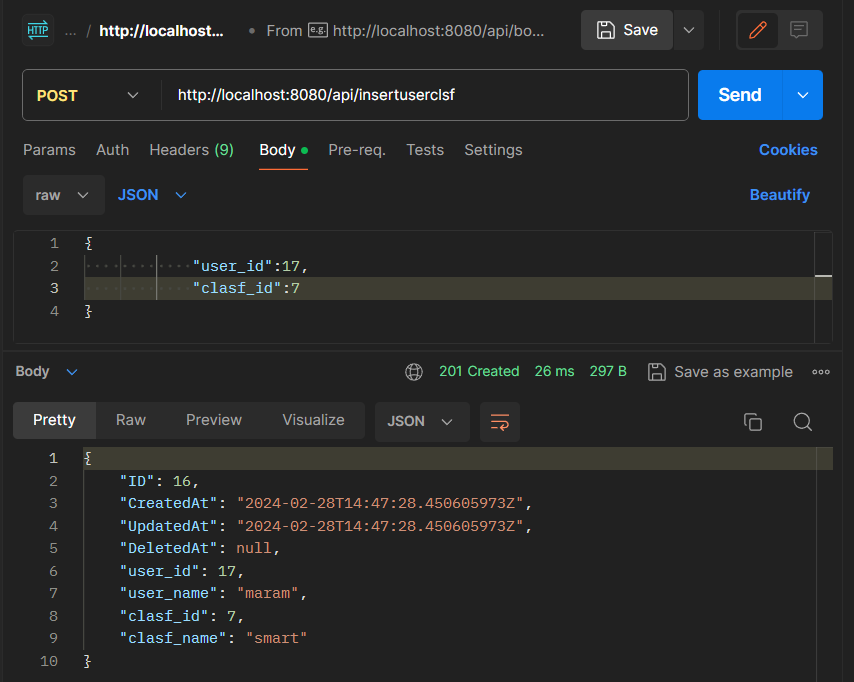 HTTP ... / http://localhost... • From e.g. http://localhost:8080/api/bo... Save
POST http://localhost:8080/api/insertuserclsf Send
Params Auth Headers (9) Body Pre-req. Tests Settings Cookies
raw JSON Beautify
1 {
2 "user_id":17,
3 "clasf_id":7
4 }
Body 201 Created 26 ms 297 B Save as example
Pretty Raw Preview Visualize JSON
1 {
2 "ID": 16,
3 "CreatedAt": "2024-02-28T14:47:28.450605973Z",
4 "UpdatedAt": "2024-02-28T14:47:28.450605973Z",
5 "DeletedAt": null,
6 "user_id": 17,
7 "user_name": "maram",
8 "clasf_id": 7,
9 "clasf_name": "smart"
10 }